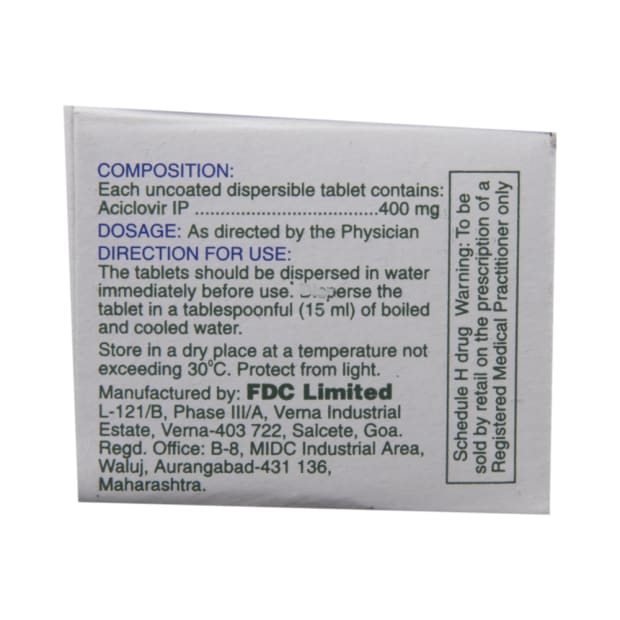 COMPOSITION:
Each uncoated dispersible tablet contains:
Aciclovir IP ...................................400 mg
DOSAGE: As directed by the Physician
DIRECTION FOR USE:
The tablets should be dispersed in water
immediately before use. the
tablet in a tablespoonful (15 ml) of boiled
and cooled water.
Store in a dry place at a temperature not
exceeding 30°C. Protect from light.
Manufactured by: FDC Limited
L-121/B, Phase III/A, Verna Industrial
Estate, Verna-403 722, Salcete, Goa.
Regd. Office: B-8, MIDC Industrial Area,
Waluj, Aurangabad-431 136,
Maharashtra.
Schedule H drug Warning: To be
sold by retail on the prescription of a
Registered Medical Practitioner only